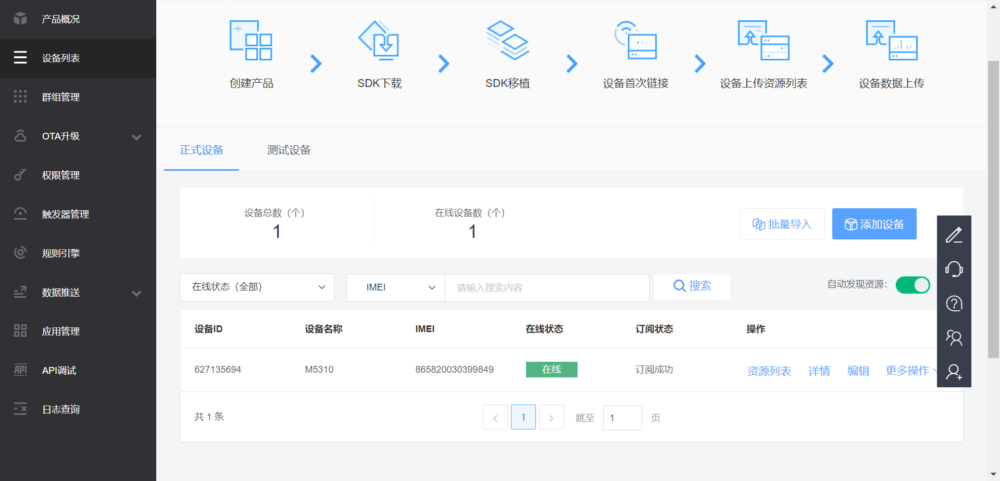 产品概况
设备列表
群组管理
OTA升级
权限管理
触发器管理
规则引擎
数据推送
应用管理
API API调试
日志查询
创建产品
SDK下载
SDK移植
设备首次链接
设备上传资源列表
设备数据上传
正式设备
测试设备
设备总数（个）
1
在线设备数（个）
1
批量导入
添加设备
在线状态（全部）
IMEI
请输入搜索内容
搜索
自动发现资源：
设备ID 设备名称 IMEI 在线状态 订阅状态 操作
627135694 M5310 865820030399849 在线 订阅成功 资源列表 详情 编辑 更多操作
共 1 条
1
跳至 1 页